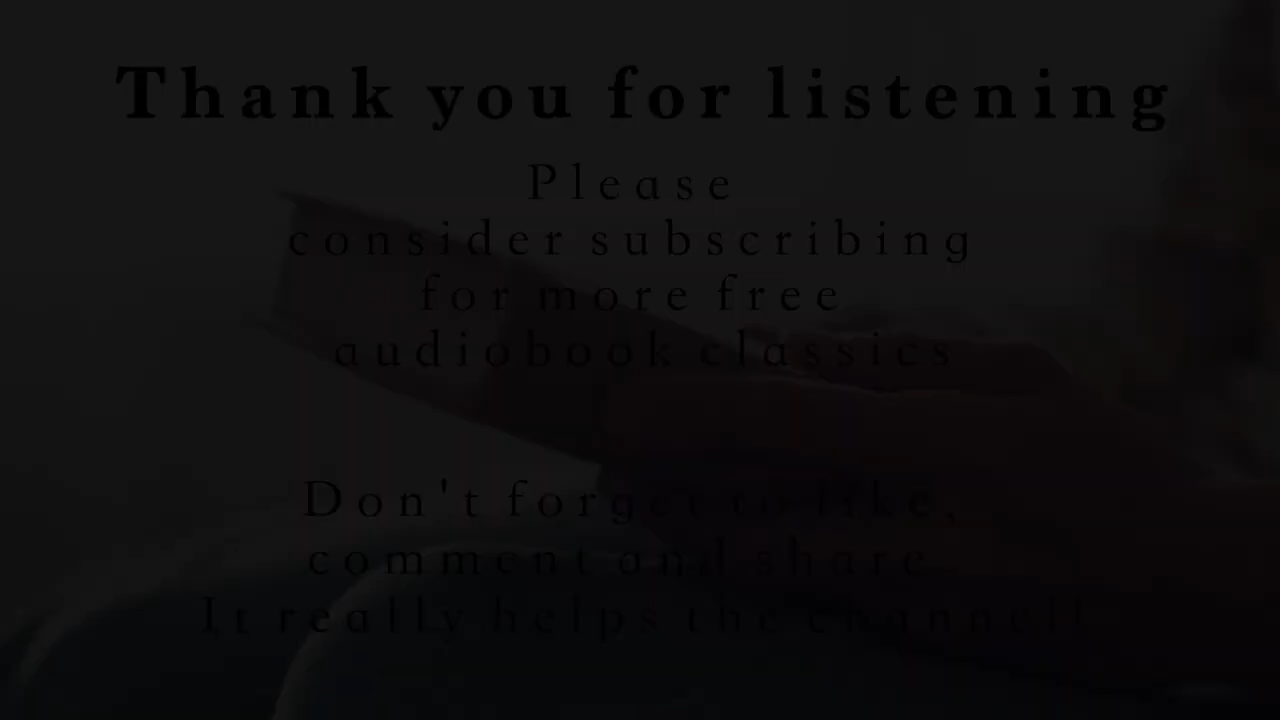 Thank you for listening
Please
consider subscribing
for more free
audiobook classics
Don't forget to like,
comment and share
It really helps the channel!